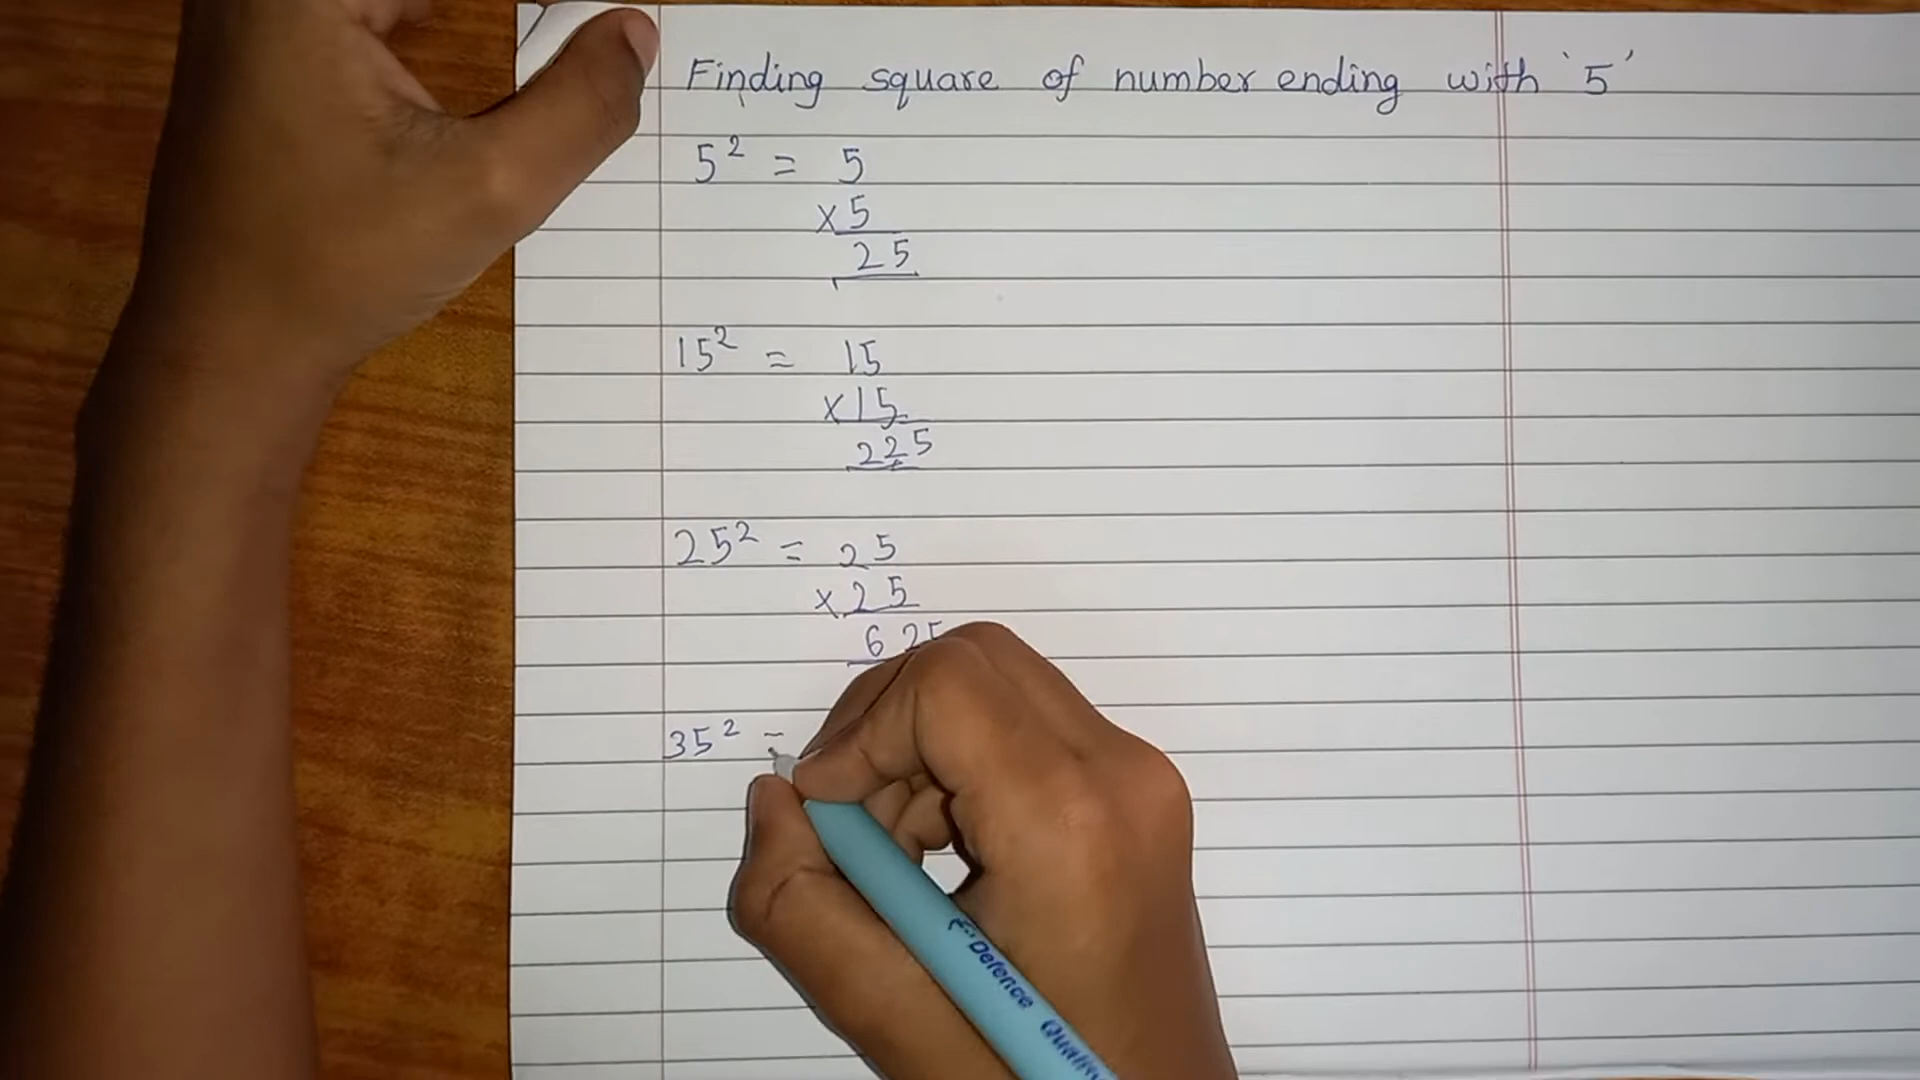 Finding square of number ending with '5'
5² = 5
×5
25
15² = 15
×15
225
25² = 25
×25
625
35² =
Defence